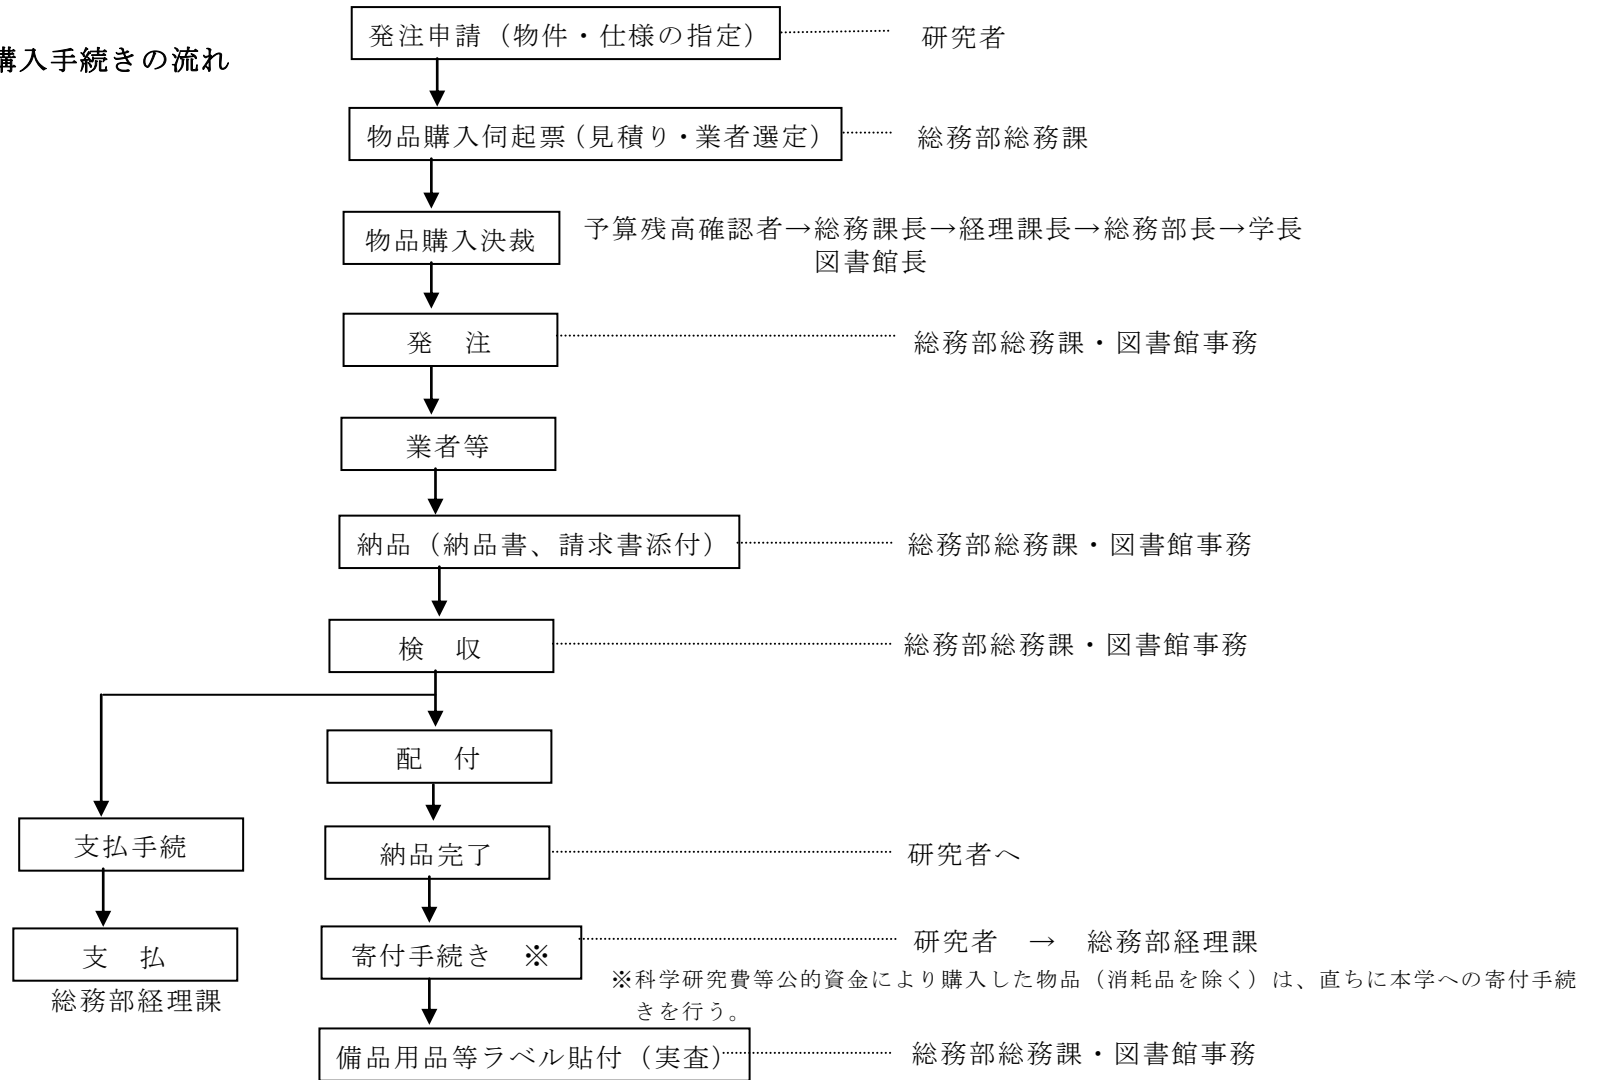 購入手続きの流れ
発注申請（物件・仕様の指定） 研究者
物品購入伺起票（見積り・業者選定） 総務部総務課
物品購入決裁 予算残高確認者→総務課長→経理課長→総務部長→学長
図書館長
発　注 総務部総務課・図書館事務
業者等
納品（納品書、請求書添付） 総務部総務課・図書館事務
検　収 総務部総務課・図書館事務
配　付
支払手続
納品完了 研究者へ
支　払
総務部経理課
寄付手続き　※ 研究者　→　総務部経理課
※科学研究費等公的資金により購入した物品（消耗品を除く）は、直ちに本学への寄付手続
きを行う。
備品用品等ラベル貼付（実査） 総務部総務課・図書館事務